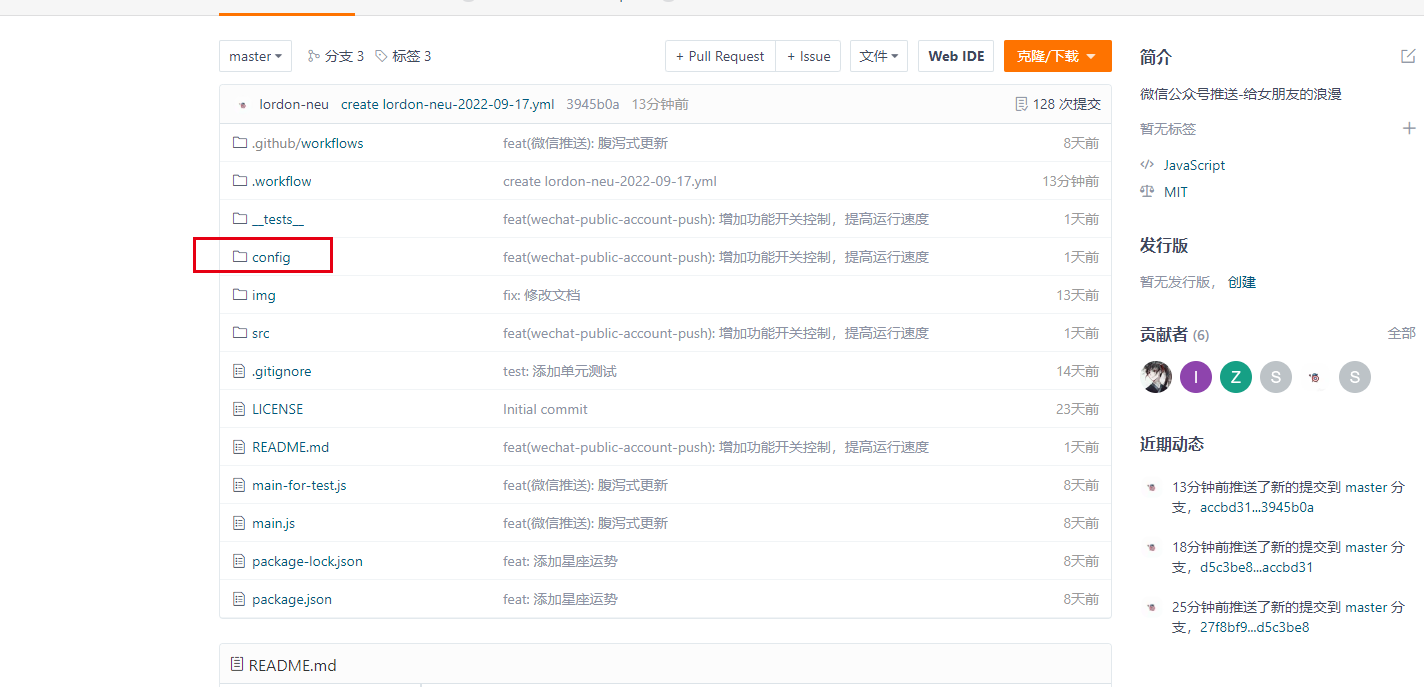 master 分支 3 标签 3 + Pull Request + Issue 文件 Web IDE 克隆/下载
lordon-neu create lordon-neu-2022-09-17.yml 3945b0a 13分钟前 128 次提交
.github/workflows feat(微信推送): 腹泻式更新 8天前
.workflow create lordon-neu-2022-09-17.yml 13分钟前
__tests__ feat(wechat-public-account-push): 增加功能开关控制，提高运行速度 1天前
config feat(wechat-public-account-push): 增加功能开关控制，提高运行速度 1天前
img fix: 修改文档 13天前
src feat(wechat-public-account-push): 增加功能开关控制，提高运行速度 1天前
.gitignore test: 添加单元测试 14天前
LICENSE Initial commit 23天前
README.md feat(wechat-public-account-push): 增加功能开关控制，提高运行速度 1天前
main-for-test.js feat(微信推送): 腹泻式更新 8天前
main.js feat(微信推送): 腹泻式更新 8天前
package-lock.json feat: 添加星座运势 8天前
package.json feat: 添加星座运势 8天前
README.md
简介
微信公众号推送-给女朋友的浪漫
暂无标签
JavaScript
MIT
发行版
暂无发行版， 创建
贡献者 (6) 全部
I Z S S
近期动态
13分钟前推送了新的提交到 master 分
支，accbd31...3945b0a
18分钟前推送了新的提交到 master 分
支，d5c3be8...accbd31
25分钟前推送了新的提交到 master 分
支，27f8bf9...d5c3be8